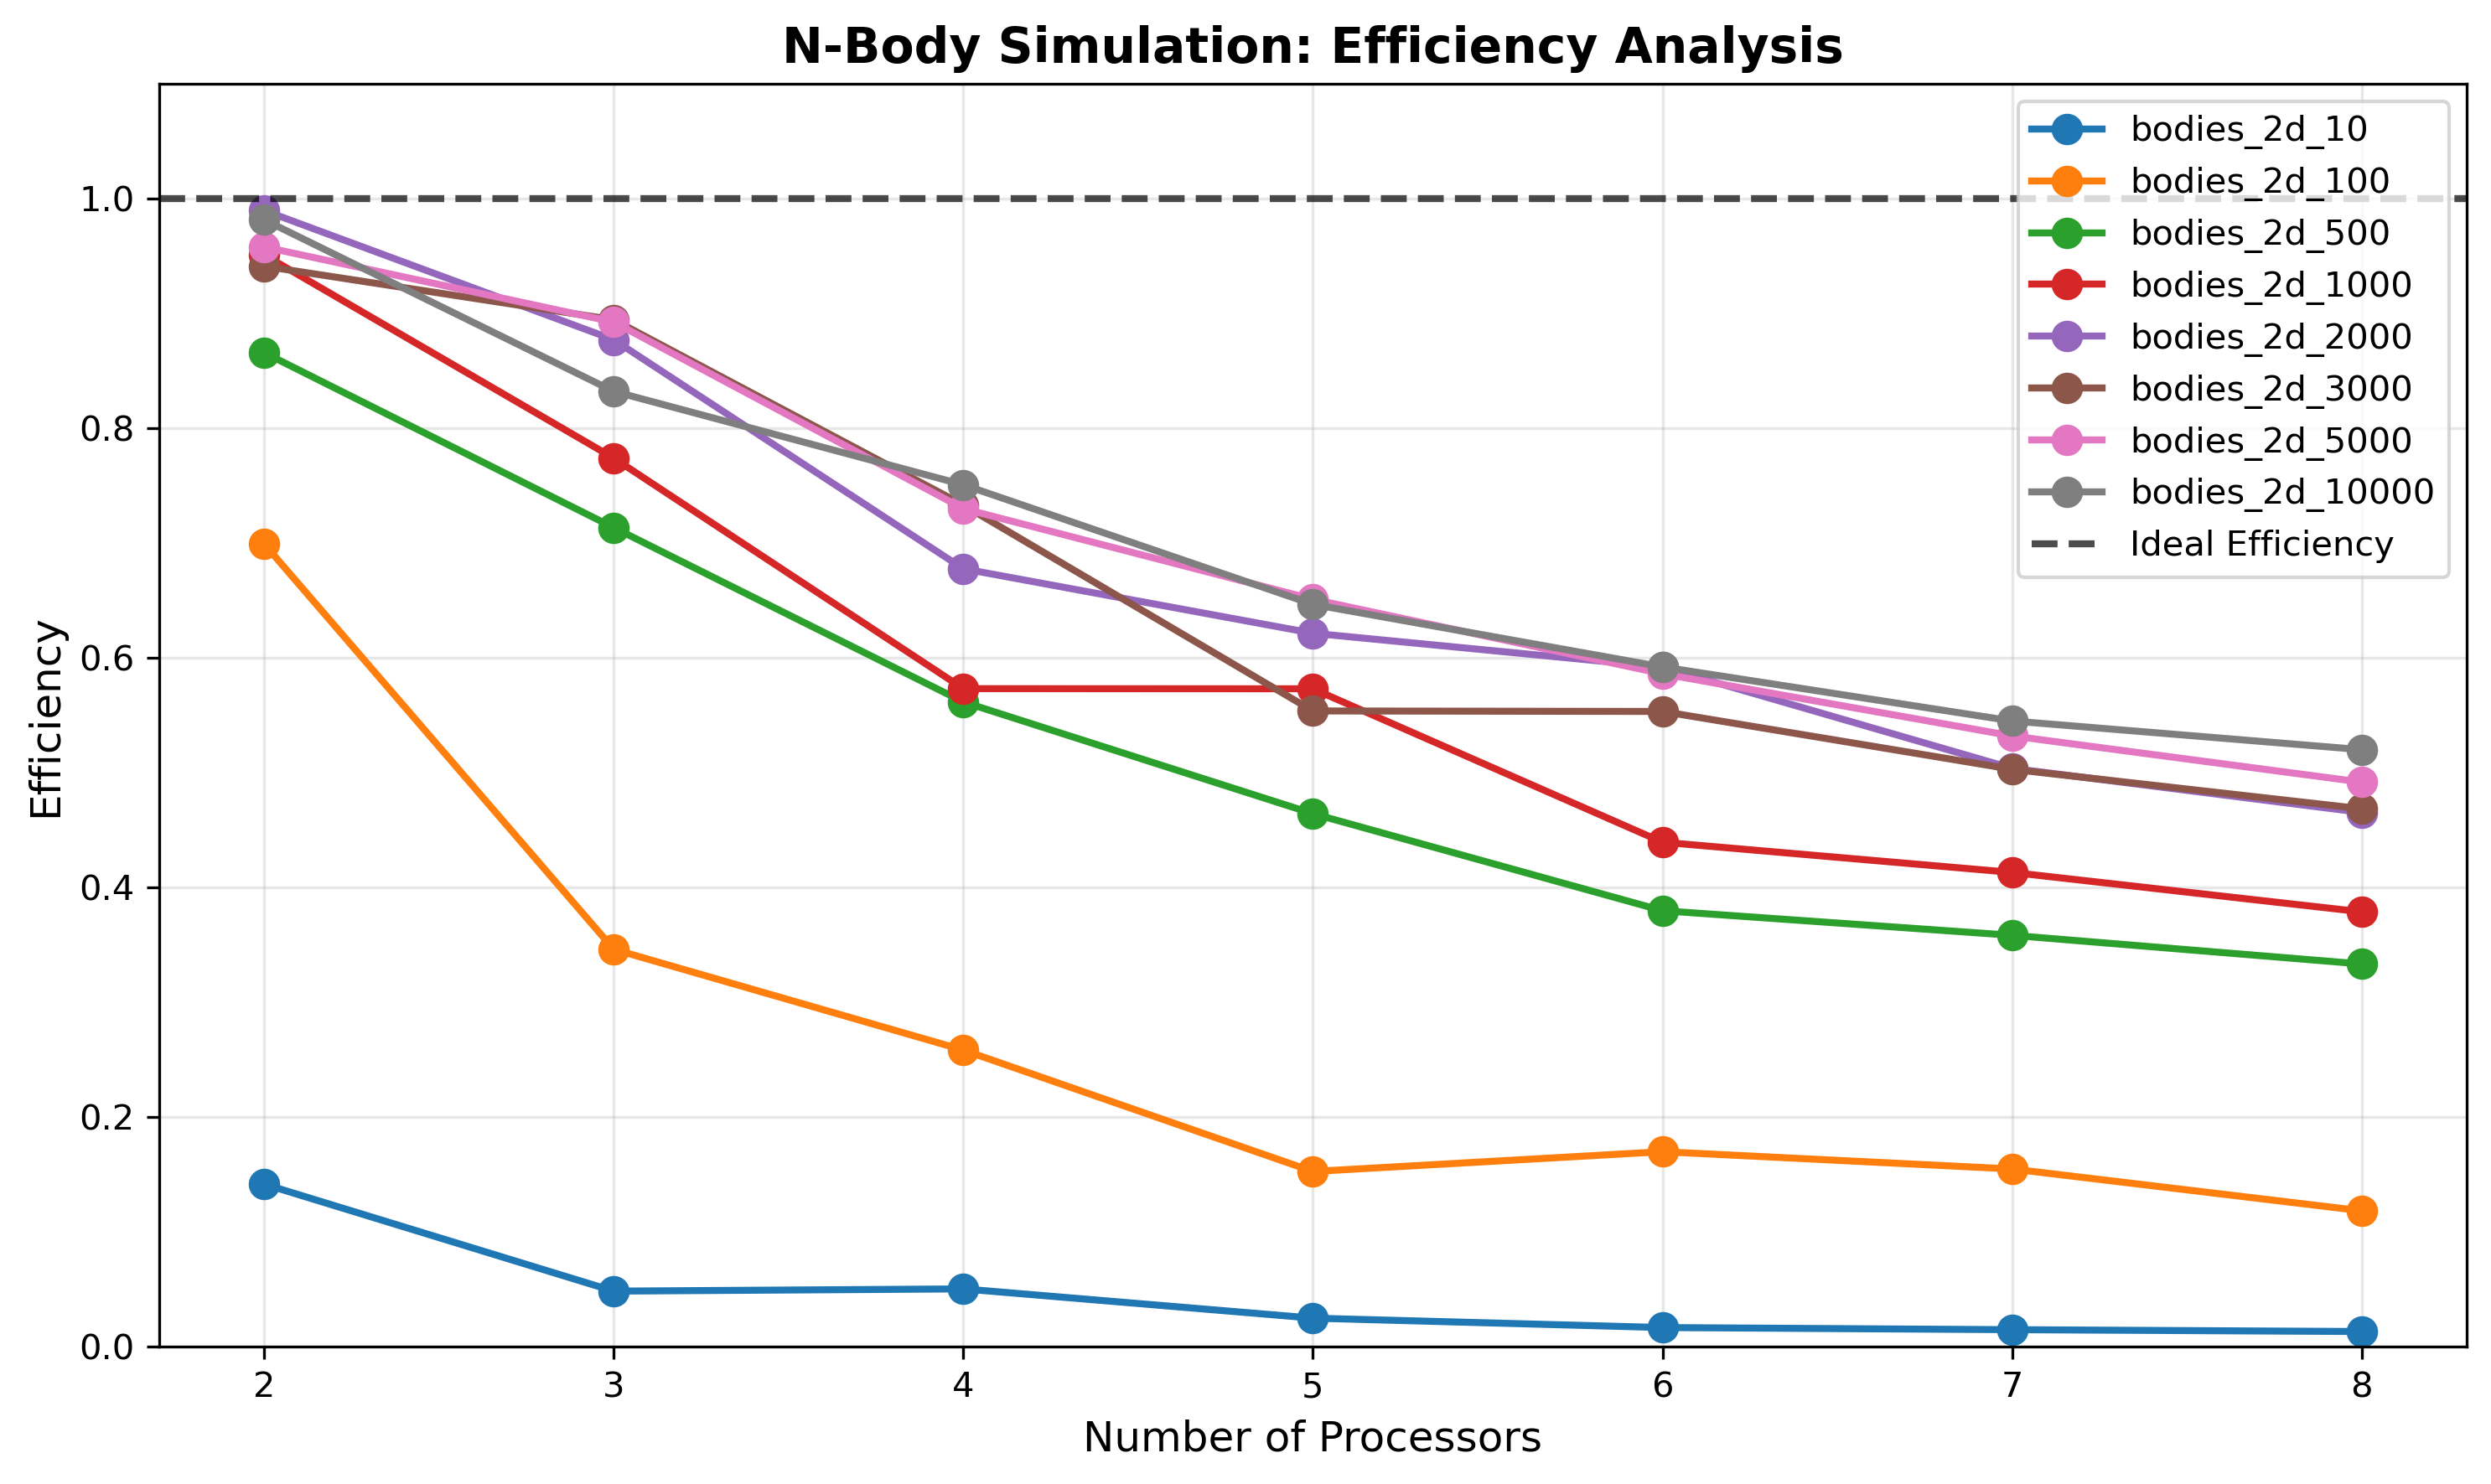 N-Body Simulation: Efficiency Analysis
Efficiency
1.0
0.8
0.6
0.4
0.2
0.0
bodies_2d_10
bodies_2d_100
bodies_2d_500
bodies_2d_1000
bodies_2d_2000
bodies_2d_3000
bodies_2d_5000
bodies_2d_10000
Ideal Efficiency
2 3 4 5 6 7 8
Number of Processors